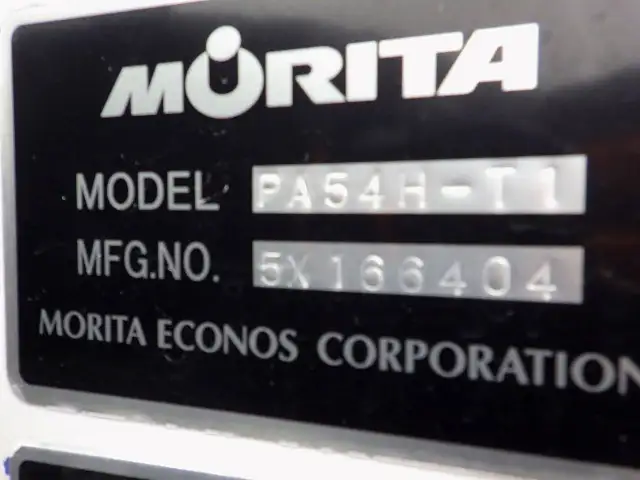 MORITA
MODEL PA54H-T1
MFG.NO. 5X166404
MORITA ECONOS CORPORATION